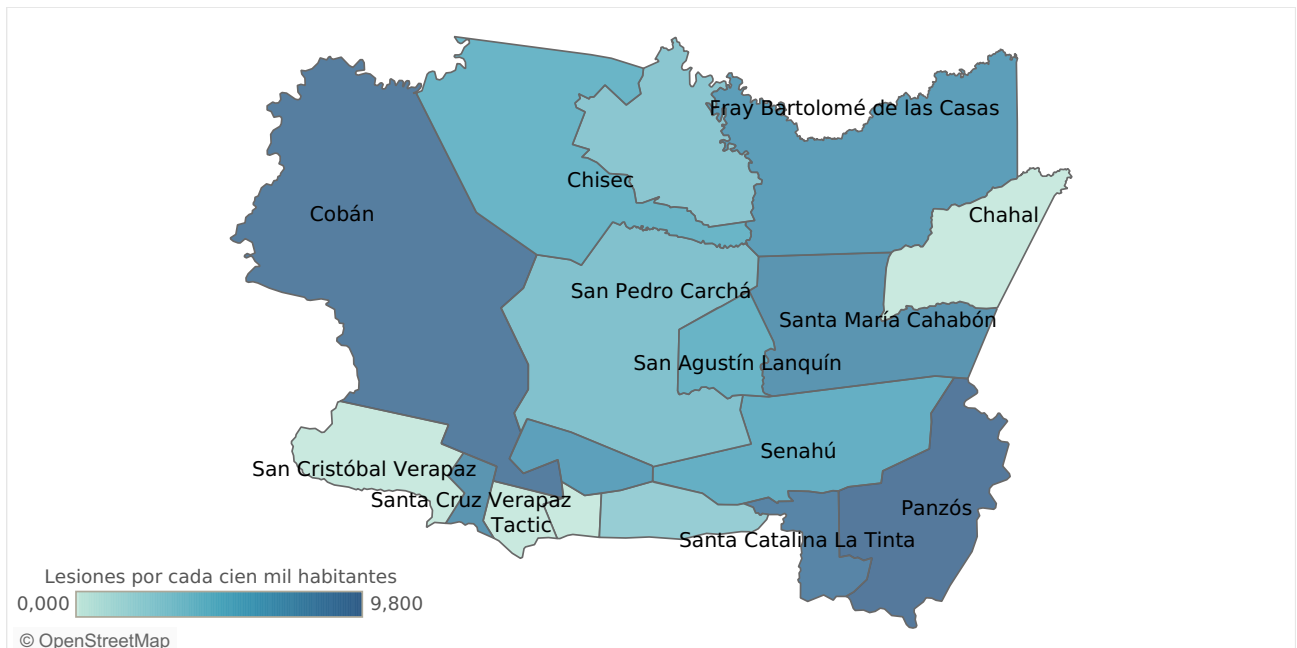 Fray Bartolomé de las Casas
Chisec
Cobán
Chahal
San Pedro Carchá
Santa María Cahabón
San Agustín Lanquín
Senahú
San Cristóbal Verapaz
Santa Cruz Verapaz
Panzós
Tactic
Santa Catalina La Tinta
Lesiones por cada cien mil habitantes
0,000 9,800
© OpenStreetMap